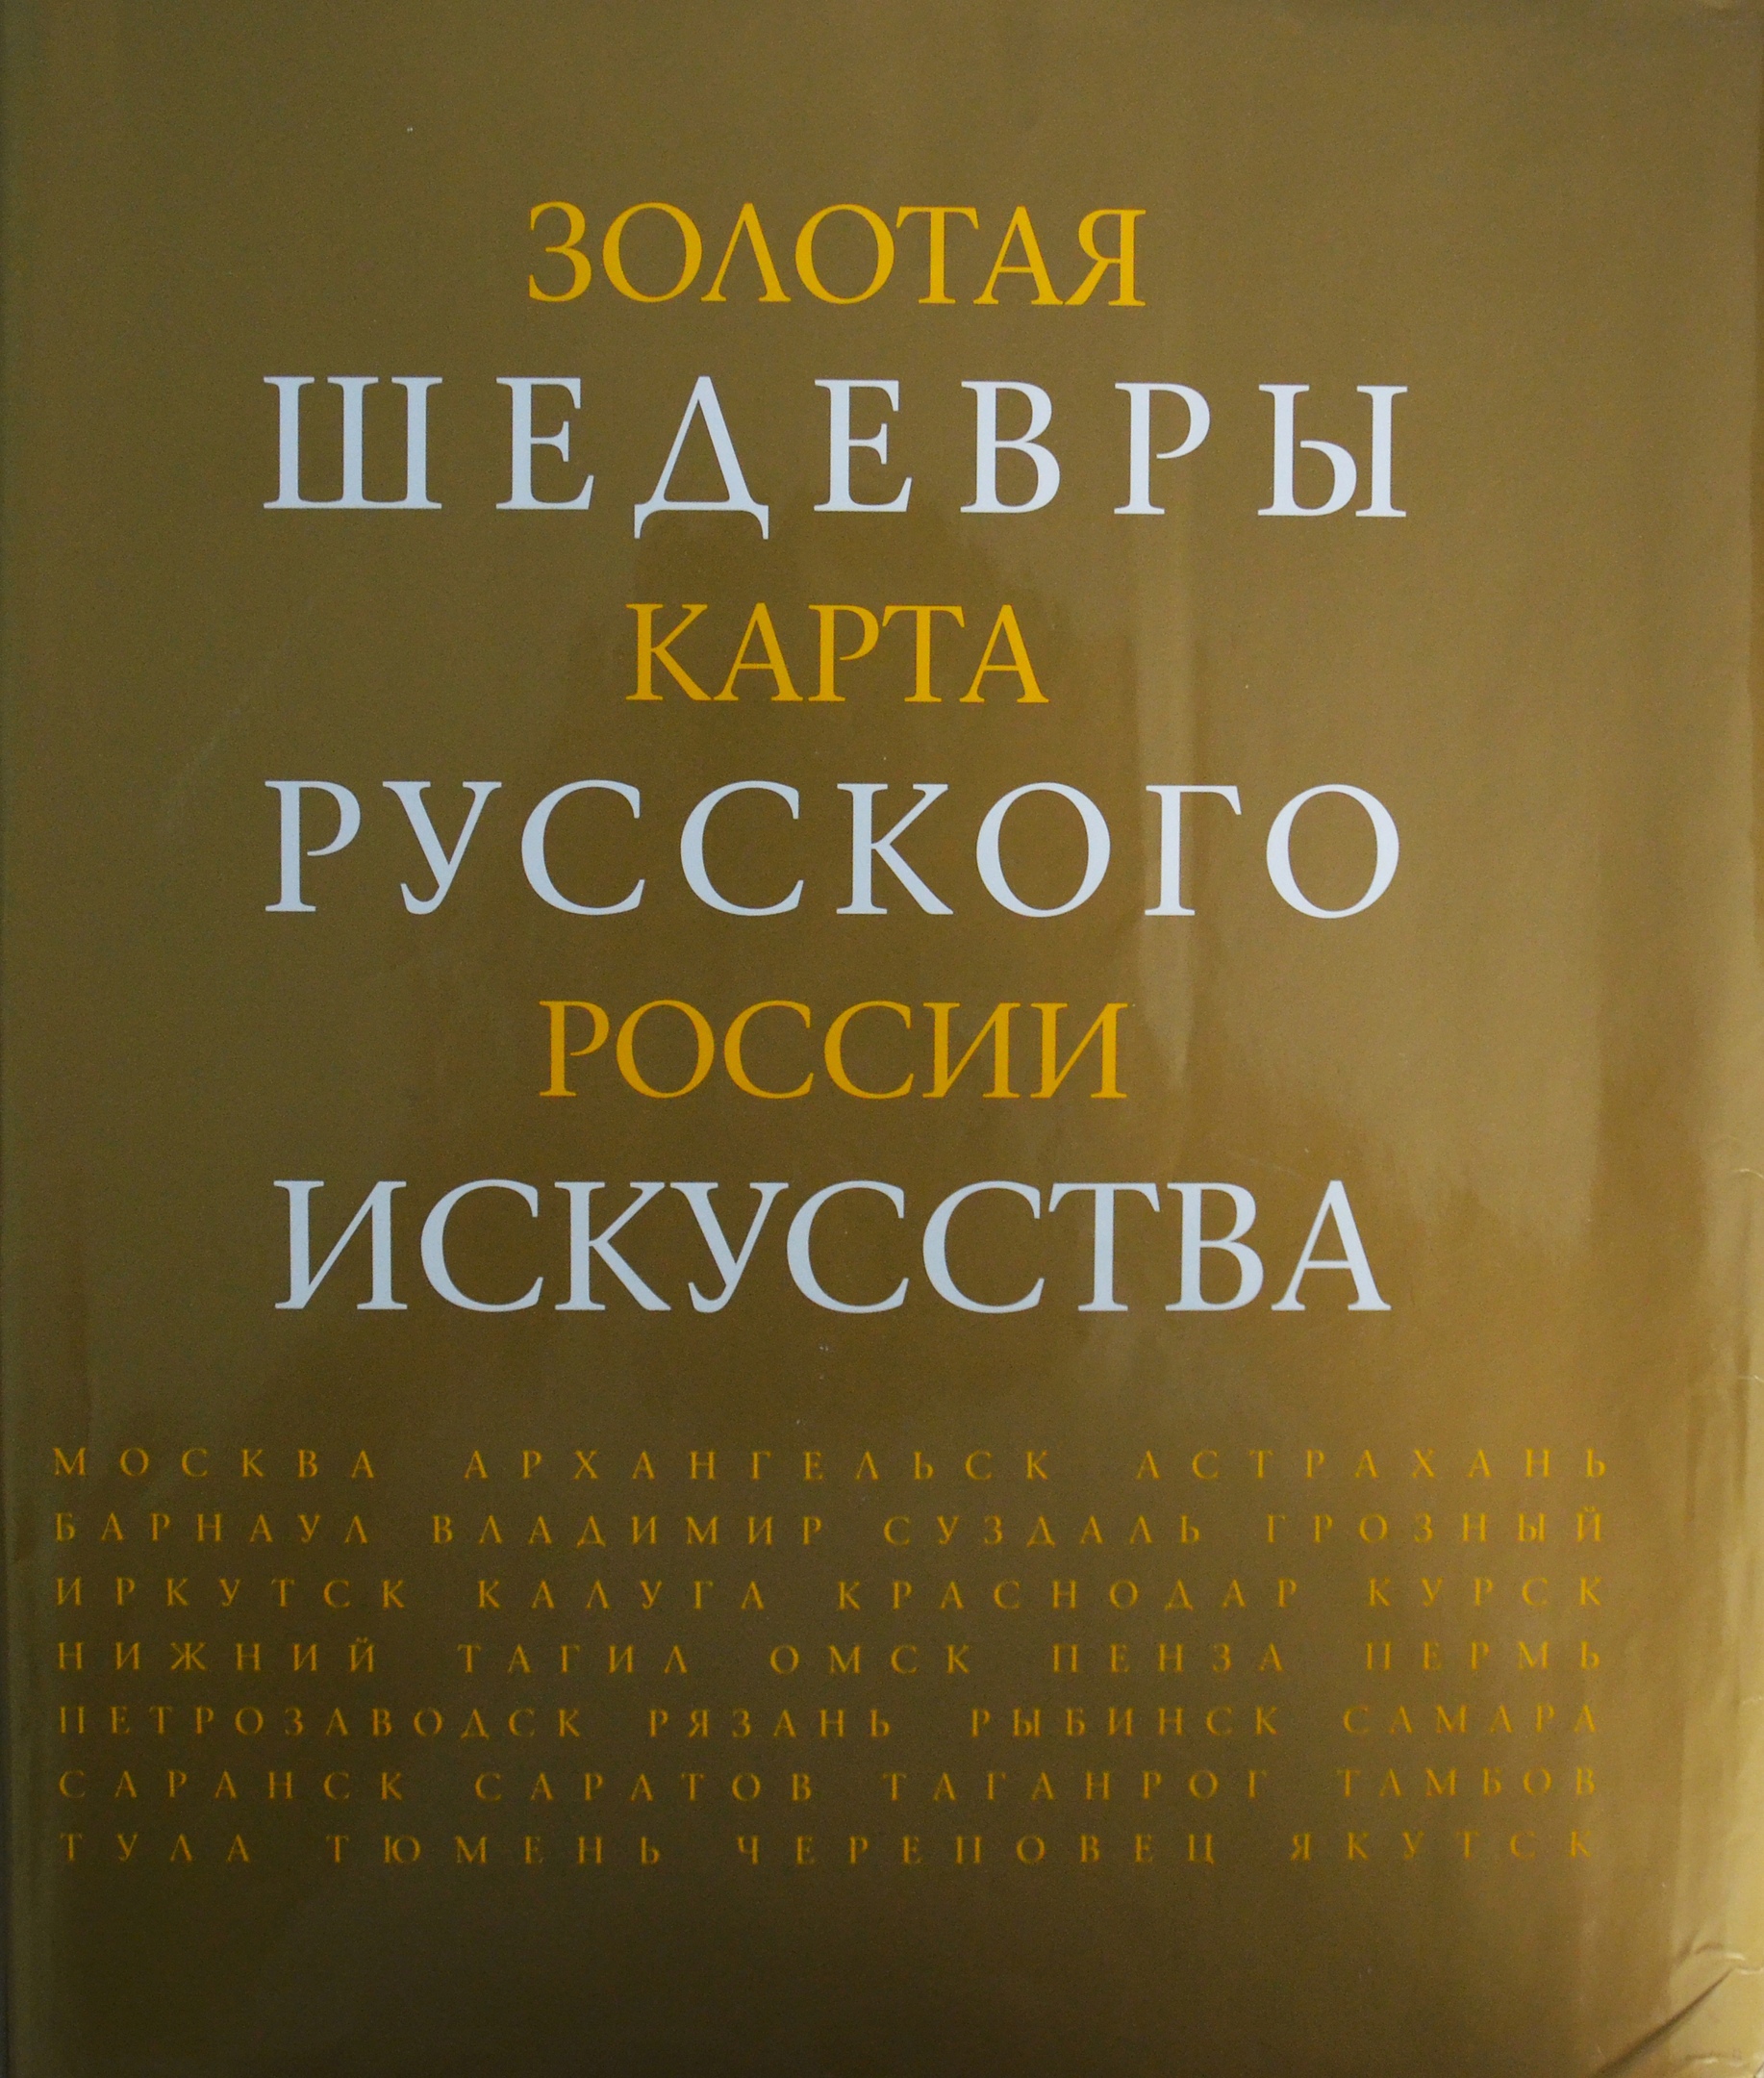 ЗОЛОТАЯ
ШЕДЕВРЫ
КАРТА
РУССКОГО
РОССИИ
ИСКУССТВА
МОСКВА АРХАНГЕЛЬСК АСТРАХАНЬ
БАРНАУЛ ВЛАДИМИР СУЗДАЛЬ ГРОЗНЫЙ
ИРКУТСК КАЛУГА КРАСНОДАР КУРСК
НИЖНИЙ ТАГИЛ ОМСК ПЕНЗА ПЕРМЬ
ПЕТРОЗАВОДСК РЯЗАНЬ РЫБИНСК САМАРА
САРАНСК САРАТОВ ТАГАНРОГ ТАМБОВ
ТУЛА ТЮМЕНЬ ЧЕРЕПОВЕЦ ЯКУТСК